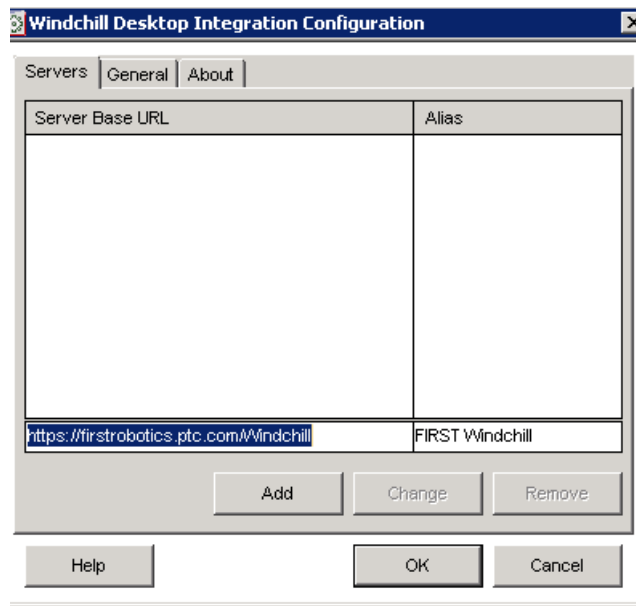 Windchill Desktop Integration Configuration
Servers General About
Server Base URL Alias
https://firstrobotics.ptc.com/Windchill FIRST Windchill
Add Change Remove
Help OK Cancel